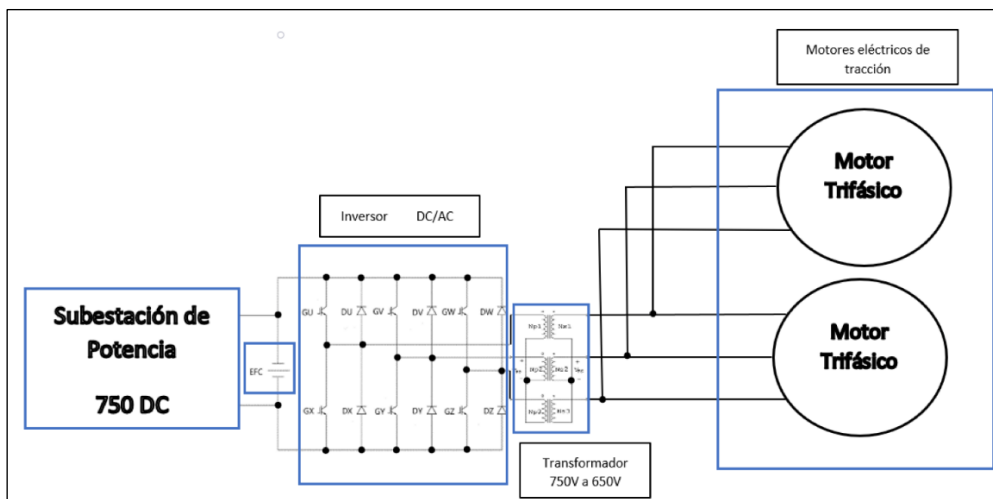 Motores eléctricos de
tracción
Motor
Trifásico
Inversor DC/AC
Subestación de
Potencia
750 DC
EFC
GU DU GV DV GW DW
GX DX GY DY GZ DZ
Np1
Motor
Trifásico
Transformador
750V a 650V